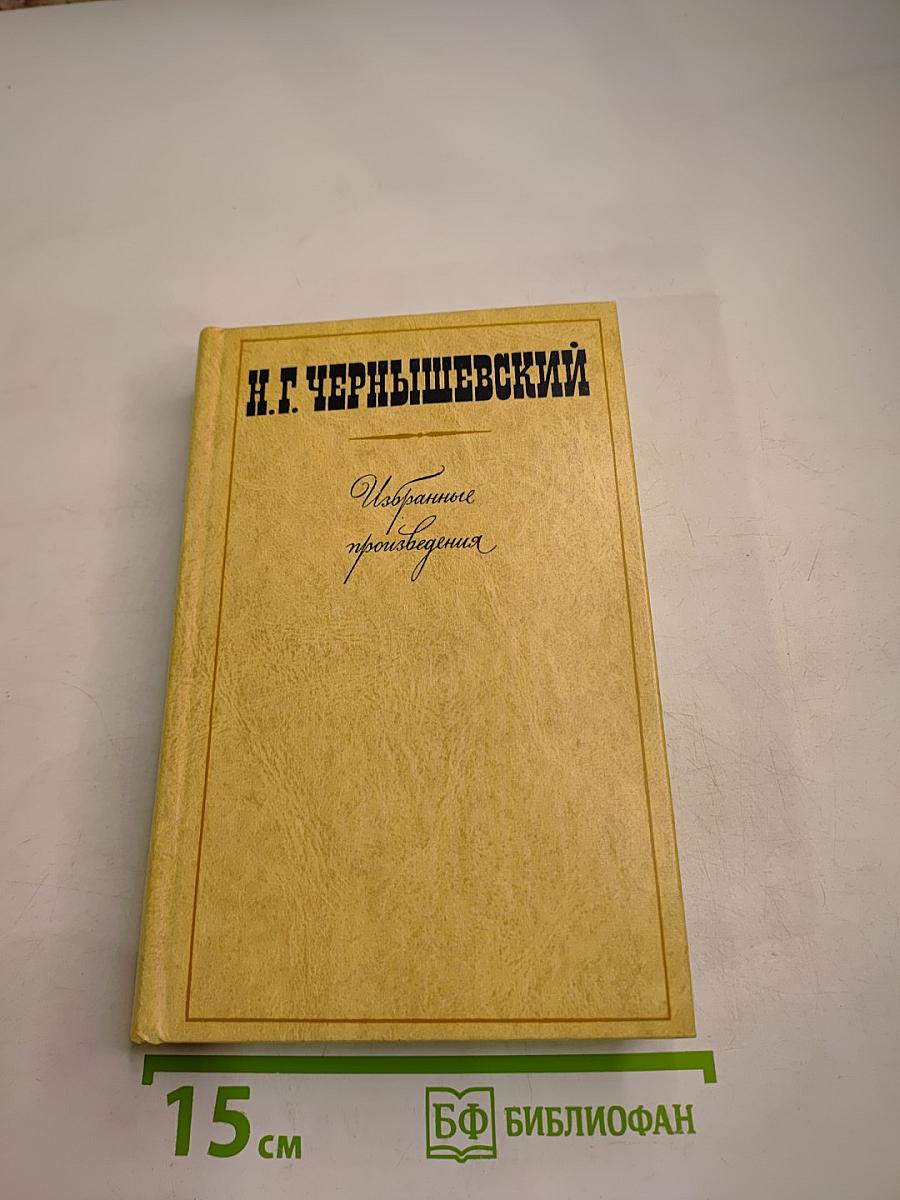 Н. Г. ЧЕРНЫШЕВСКИЙ
Избранные
произведения
15 см
БФ БИБЛИОФАН